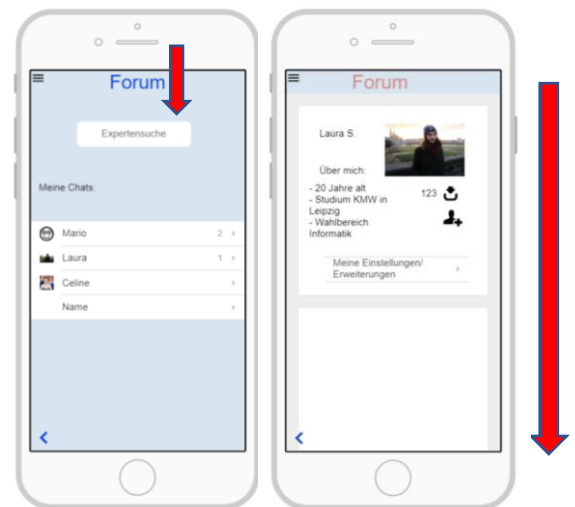 Forum
Expertensuche
Meine Chats:
Mario 2
Laura 1
Celine
Name
Forum
Laura S.
Über mich:
- 20 Jahre alt
- Studium KMW in
Leipzig
- Wahlbereich
Informatik
123
Meine Einstellungen/
Erweiterungen